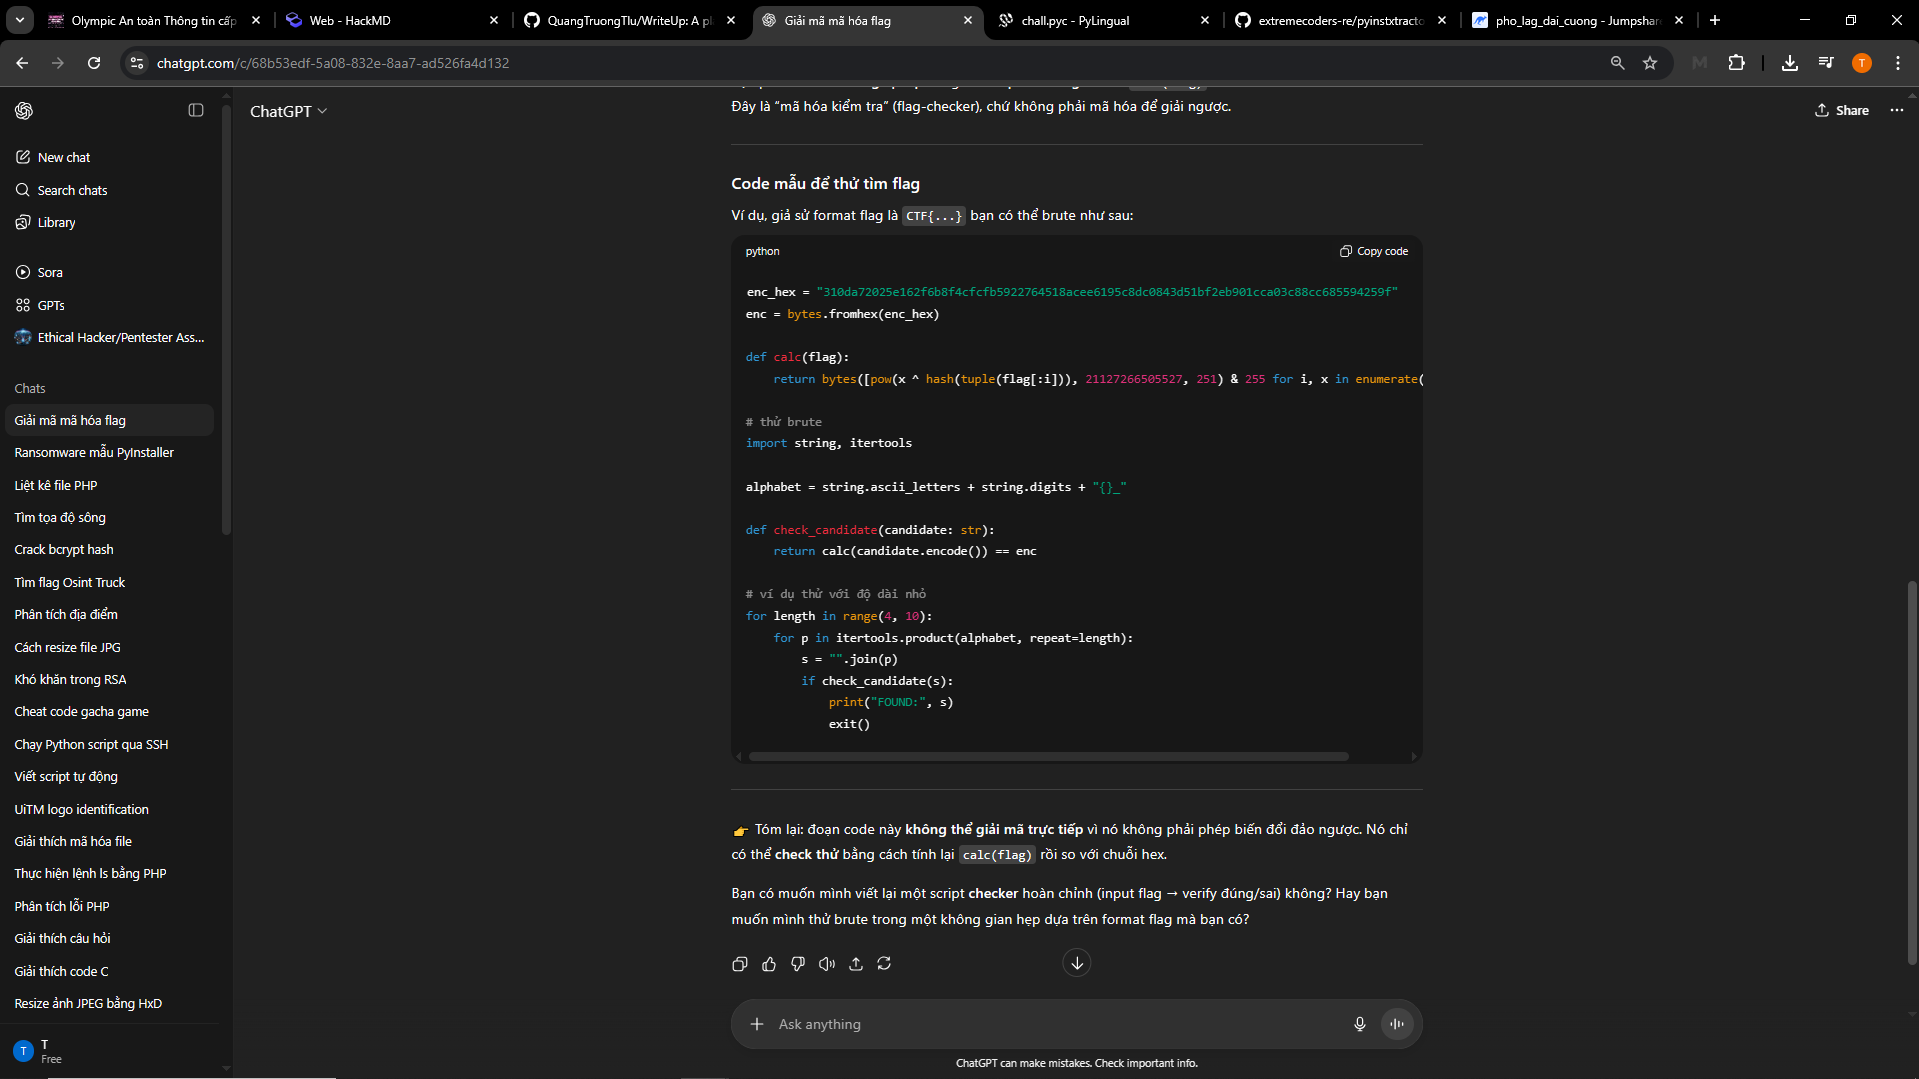 Olympic An toàn Thông tin cấp
Web - HackMD
QuangTruongTlu/WriteUp: A pl
Giải mã mã hóa flag
chall.pyc - PyLingual
extremecoders-re/pyinstxtracto
pho_lag_dai_cuong - Jumpshare
chatgpt.com/c/68b53edf-5a08-832e-8aa7-ad526fa4d132
T
ChatGPT
Share
New chat
Search chats
Library
Sora
GPTs
Ethical Hacker/Pentester Ass...
Chats
Giải mã mã hóa flag
Ransomware mẫu PyInstaller
Liệt kê file PHP
Tìm tọa độ sông
Crack bcrypt hash
Tìm flag Osint Truck
Phân tích địa điểm
Cách resize file JPG
Khó khăn trong RSA
Cheat code gacha game
Chạy Python script qua SSH
Viết script tự động
UiTM logo identification
Giải thích mã hóa file
Thực hiện lệnh ls bằng PHP
Phân tích lỗi PHP
Giải thích câu hỏi
Giải thích code C
Resize ảnh JPEG bằng HxD
T
T
Free
Đây là “mã hóa kiểm tra” (flag-checker), chứ không phải mã hóa để giải ngược.
Code mẫu để thử tìm flag
Ví dụ, giả sử format flag là CTF{...} bạn có thể brute như sau:
python
Copy code
enc_hex = "310da72025e162f6b8f4cfcfb5922764518acee6195c8dc0843d51bf2eb901cca03c88cc685594259f"
enc = bytes.fromhex(enc_hex)
def calc(flag):
return bytes([pow(x ^ hash(tuple(flag[:i])), 21127266505527, 251) & 255 for i, x in enumerate(
# thử brute
import string, itertools
alphabet = string.ascii_letters + string.digits + "{}_"
def check_candidate(candidate: str):
return calc(candidate.encode()) == enc
# ví dụ thử với độ dài nhỏ
for length in range(4, 10):
for p in itertools.product(alphabet, repeat=length):
s = "".join(p)
if check_candidate(s):
print("FOUND:", s)
exit()
👉 Tóm lại: đoạn code này không thể giải mã trực tiếp vì nó không phải phép biến đổi đảo ngược. Nó chỉ
có thể check thử bằng cách tính lại calc(flag) rồi so với chuỗi hex.
Bạn có muốn mình viết lại một script checker hoàn chỉnh (input flag → verify đúng/sai) không? Hay bạn
muốn mình thử brute trong một không gian hẹp dựa trên format flag mà bạn có?
Ask anything
ChatGPT can make mistakes. Check important info.